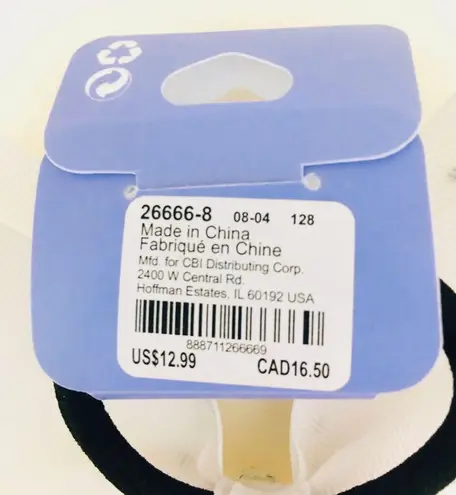 26666-8 08-04 128
Made in China
Fabriqué en Chine
Mfd. for CBI Distributing Corp.
2400 W Central Rd.
Hoffman Estates, IL 60192 USA
888711266669
US$12.99 CAD16.50